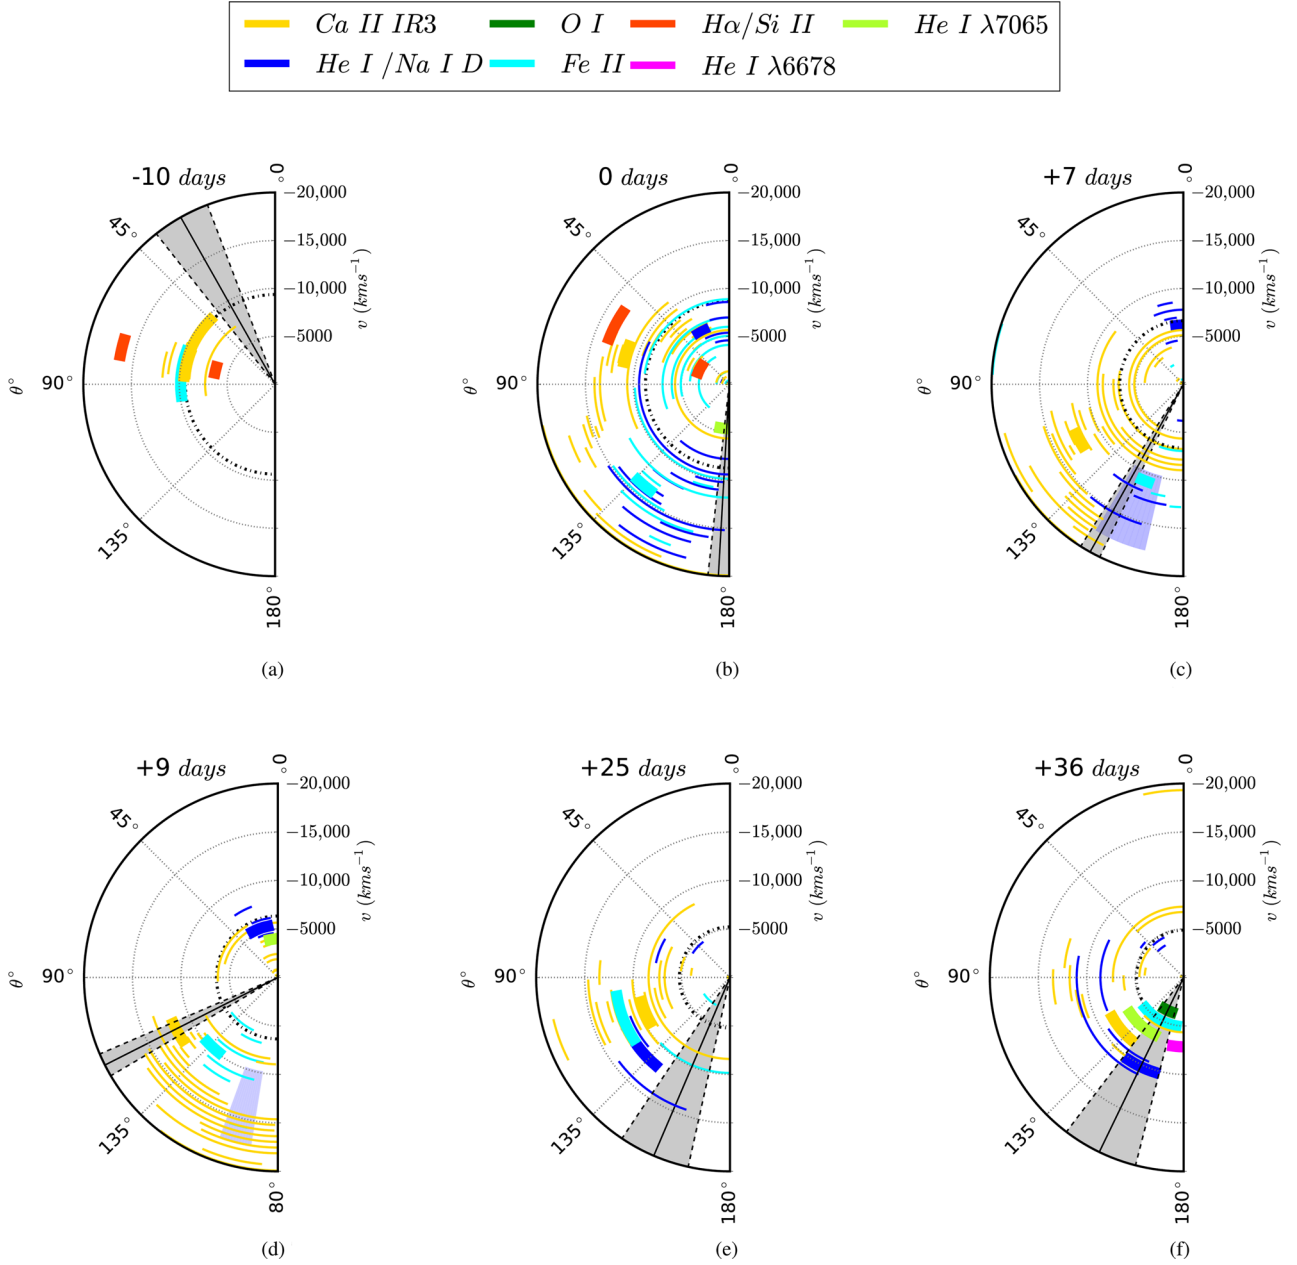 Ca II IR3 O I Hα/Si II He I λ7065
He I /Na I D Fe II He I λ6678
-10 days 0 days +7 days
0° 0° 0°
−20,000 −20,000 −20,000
45° 45° 45°
−15,000 −15,000 −15,000
−10,000 −10,000 −10,000
v (kms⁻¹) v (kms⁻¹) v (kms⁻¹)
−5000 −5000 −5000
θ° 90° θ° 90° θ° 90°
135° 135° 135°
180° 180° 180°
(a) (b) (c)
+9 days +25 days +36 days
0° 0° 0°
−20,000 −20,000 −20,000
45° 45° 45°
−15,000 −15,000 −15,000
−10,000 −10,000 −10,000
v (kms⁻¹) v (kms⁻¹) v (kms⁻¹)
−5000 −5000 −5000
θ° 90° θ° 90° θ° 90°
135° 135° 135°
80° 180° 180°
(d) (e) (f)